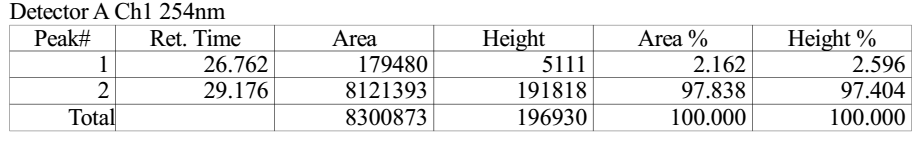 Detector A Ch1 254nm
Peak# Ret. Time Area Height Area % Height %
1 26.762 179480 5111 2.162 2.596
2 29.176 8121393 191818 97.838 97.404
Total 8300873 196930 100.000 100.000